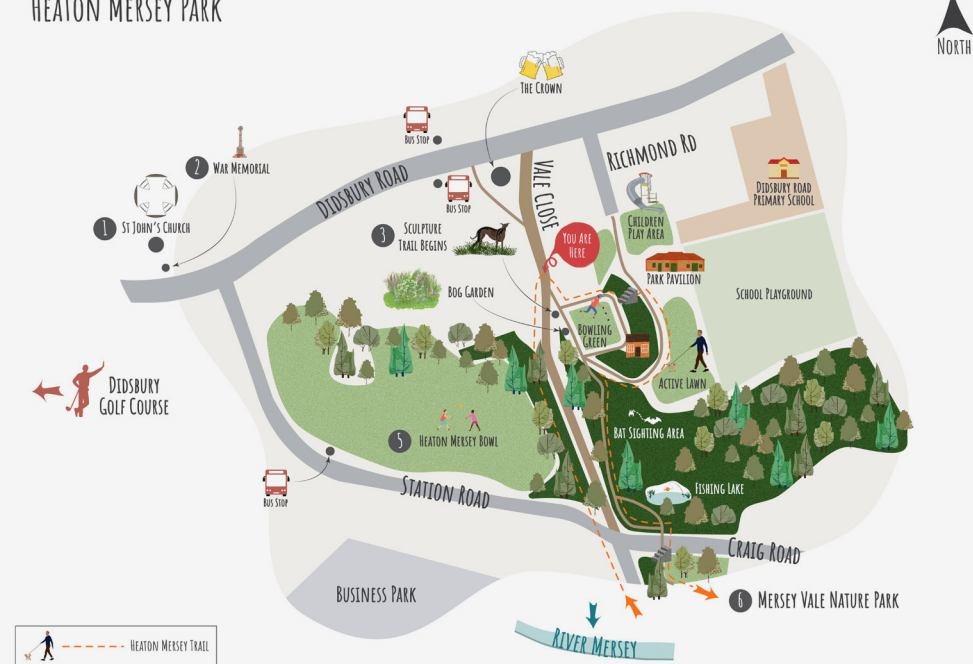 HEATON MERSEY PARK
NORTH
THE CROWN
BUS STOP
2 WAR MEMORIAL
DIDSBURY ROAD
BUS STOP
VALE CLOSE
RICHMOND RD
DIDSBURY ROAD
PRIMARY SCHOOL
1 ST JOHN'S CHURCH
3 SCULPTURE
TRAIL BEGINS
YOU ARE
HERE
CHILDREN
PLAY AREA
PARK PAVILION
BOG GARDEN
SCHOOL PLAYGROUND
BOWLING
GREEN
DIDSBURY
GOLF COURSE
ACTIVE LAWN
5 HEATON MERSEY BOWL
BAT SIGHTING AREA
BUS STOP
STATION ROAD
FISHING LAKE
CRAIG ROAD
BUSINESS PARK
6 MERSEY VALE NATURE PARK
RIVER MERSEY
HEATON MERSEY TRAIL